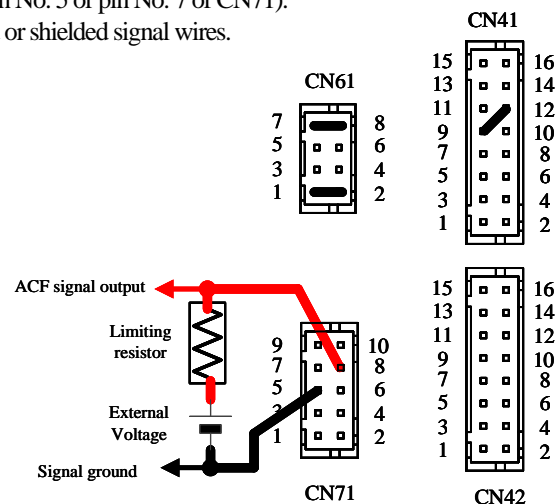 No. 5 or pin No. 7 of CN71).
or shielded signal wires.
CN41
15 16
13 14
11 12
9 10
7 8
5 6
3 4
1 2
CN61
7 8
5 6
3 4
1 2
ACF signal output
Limiting
resistor
External
Voltage
Signal ground
9 10
7 8
5 6
3 4
1 2
CN71
15 16
13 14
11 12
9 10
7 8
5 6
3 4
1 2
CN42